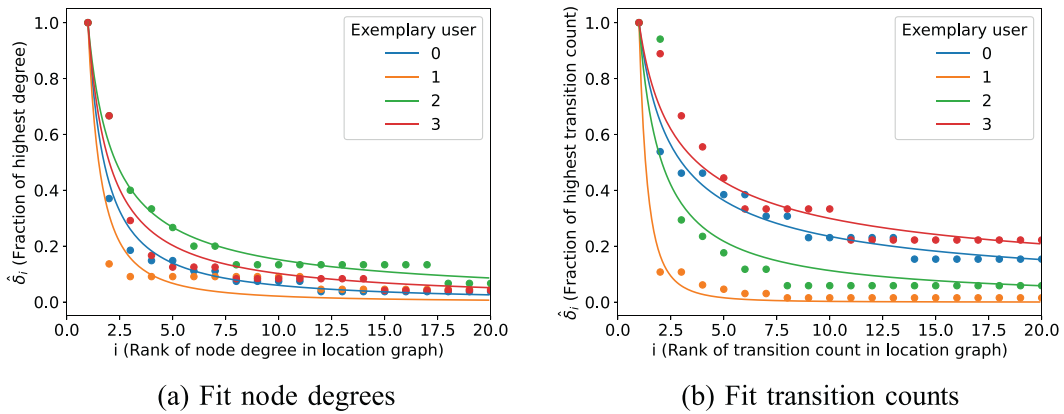 1.0
0.8
0.6
0.4
0.2
0.0
δ̂ᵢ (Fraction of highest degree)
Exemplary user
0
1
2
3
0.0 2.5 5.0 7.5 10.0 12.5 15.0 17.5 20.0
i (Rank of node degree in location graph)
(a) Fit node degrees
1.0
0.8
0.6
0.4
0.2
0.0
δ̂ᵢ (Fraction of highest transition count)
Exemplary user
0
1
2
3
0.0 2.5 5.0 7.5 10.0 12.5 15.0 17.5 20.0
i (Rank of transition count in location graph)
(b) Fit transition counts